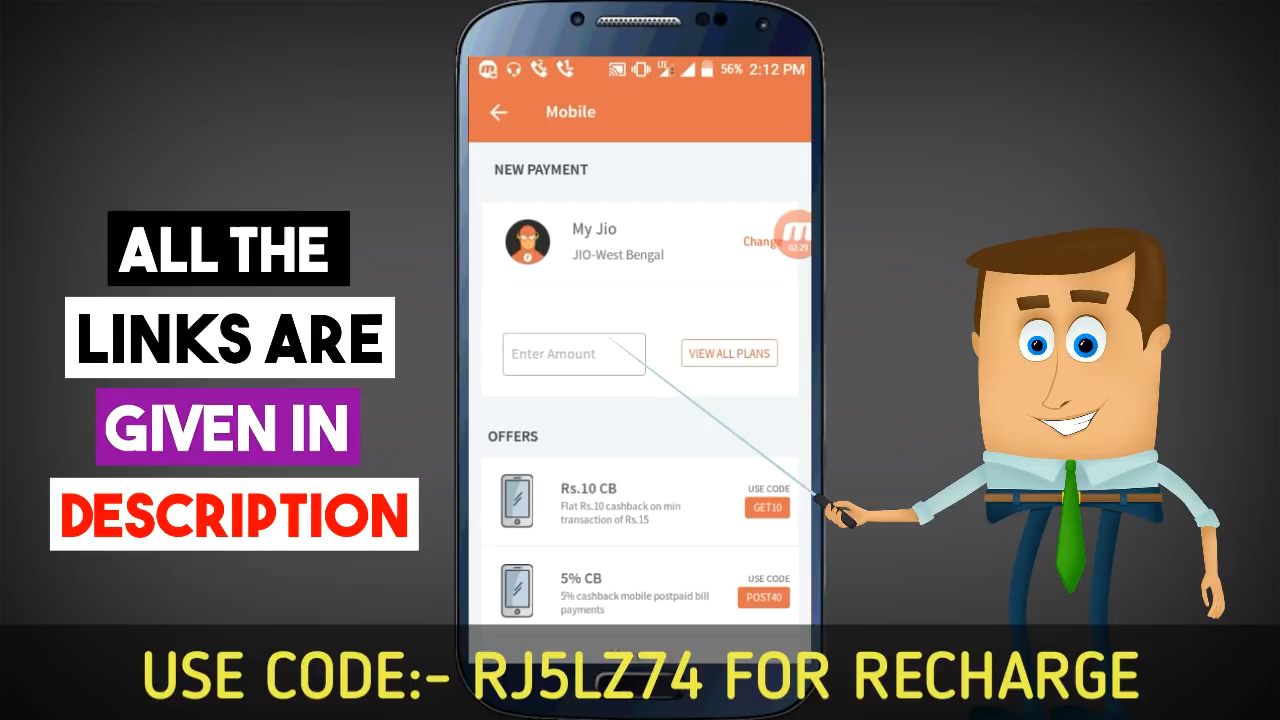 56% 2:12 PM
Mobile
NEW PAYMENT
My Jio
JIO-West Bengal
Change
02:29
Enter Amount
VIEW ALL PLANS
OFFERS
Rs.10 CB
Flat Rs.10 cashback on min
transaction of Rs.15
USE CODE
GET10
5% CB
5% cashback mobile postpaid bill
payments
USE CODE
POST40
ALL THE
LINKS ARE
GIVEN IN
DESCRIPTION
USE CODE:- RJ5LZ74 FOR RECHARGE